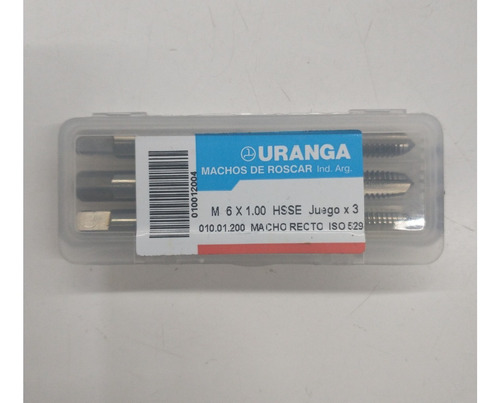 URANGA
MACHOS DE ROSCAR Ind. Arg.
M 6 X 1.00 HSSE Juego x 3
010.01.200 MACHO RECTO ISO 529
010012004